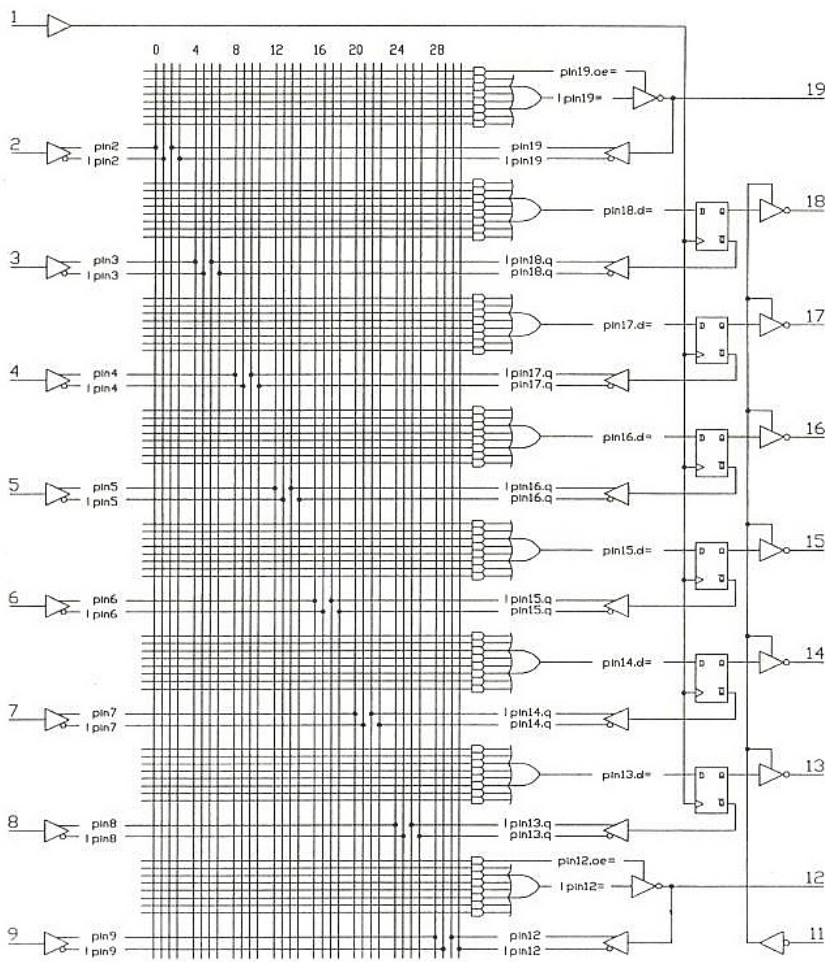 1
0 4 8 12 16 20 24 28
pin19.oe=
!pin19=
19
2
pin2
!pin2
pin19
!pin19
pin18.d=
D Q
18
3
pin3
!pin3
!pin18.q
pin18.q
Q
pin17.d=
D Q
17
4
pin4
!pin4
!pin17.q
pin17.q
Q
pin16.d=
D Q
16
5
pin5
!pin5
!pin16.q
pin16.q
Q
pin15.d=
D Q
15
6
pin6
!pin6
!pin15.q
pin15.q
Q
pin14.d=
D Q
14
7
pin7
!pin7
!pin14.q
pin14.q
Q
pin13.d=
D Q
13
8
pin8
!pin8
!pin13.q
pin13.q
Q
pin12.oe=
!pin12=
12
9
pin9
!pin9
pin12
!pin12
11